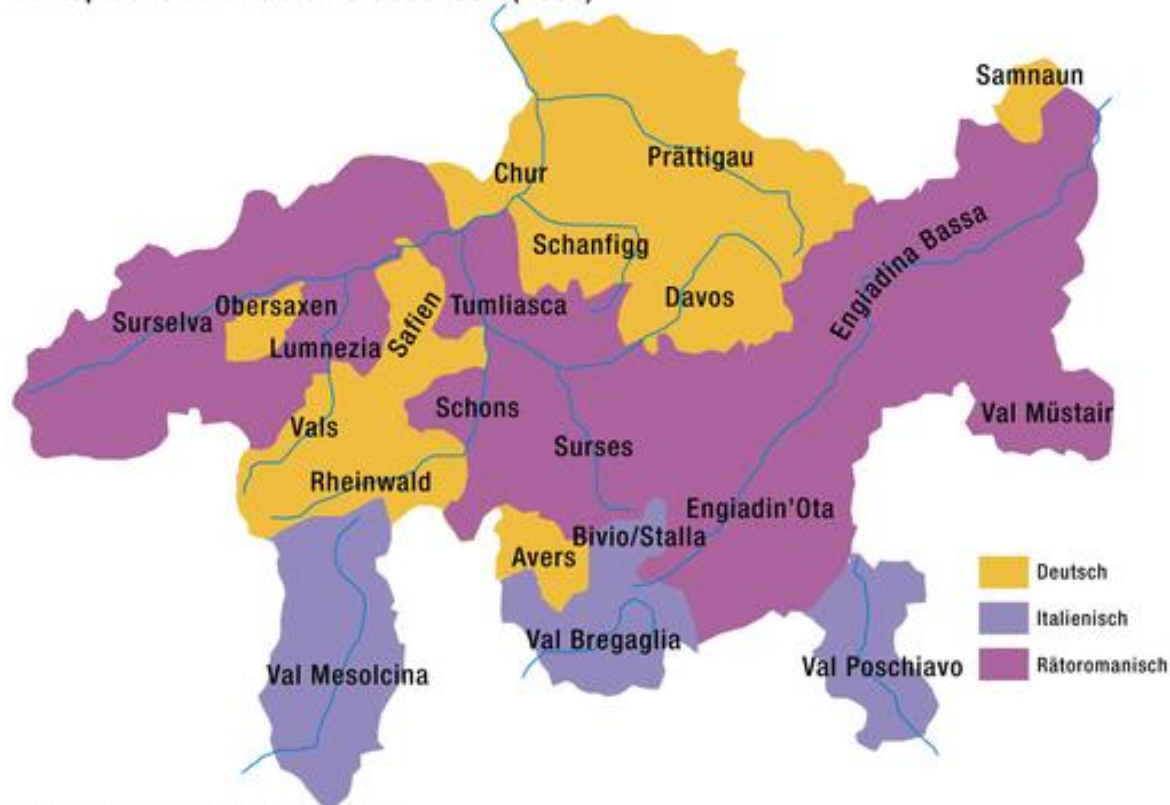 Samnaun
Prättigau
Chur
Engiadina Bassa
Schanfigg
Davos
Obersaxen
Safien
Tumliasca
Surselva
Lumnezia
Schons
Val Müstair
Vals
Surses
Rheinwald
Engiadin'Ota
Bivio/Stalla
Avers
Deutsch
Italienisch
Val Bregaglia
Val Poschiavo
Rätoromanisch
Val Mesolcina